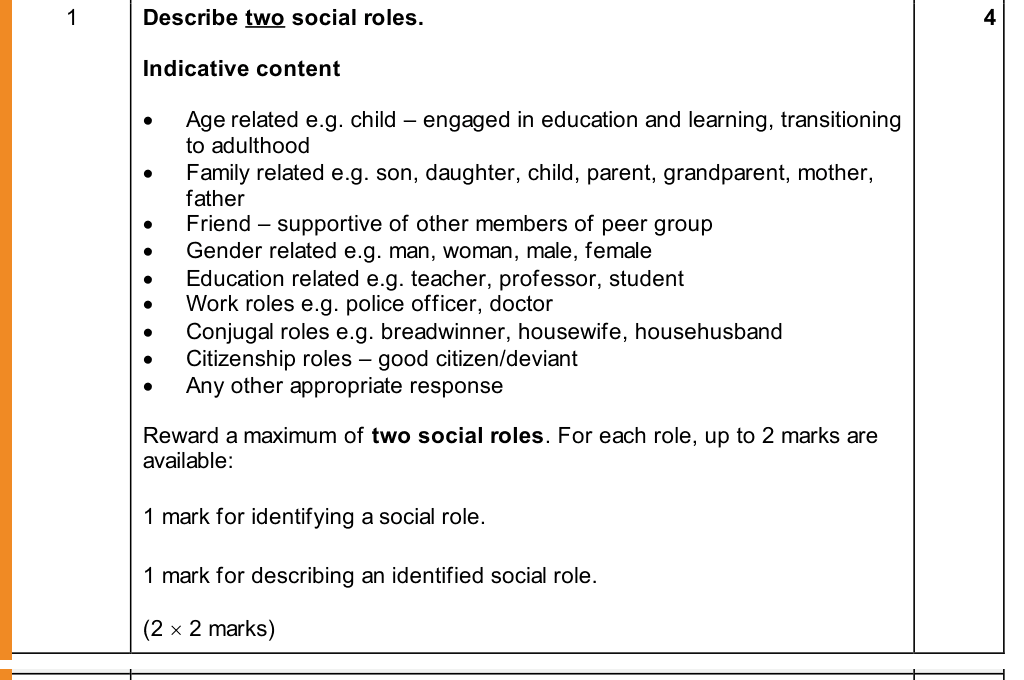 1 Describe two social roles. 4
Indicative content
• Age related e.g. child – engaged in education and learning, transitioning
to adulthood
• Family related e.g. son, daughter, child, parent, grandparent, mother,
father
• Friend – supportive of other members of peer group
• Gender related e.g. man, woman, male, female
• Education related e.g. teacher, professor, student
• Work roles e.g. police officer, doctor
• Conjugal roles e.g. breadwinner, housewife, househusband
• Citizenship roles – good citizen/deviant
• Any other appropriate response
Reward a maximum of two social roles. For each role, up to 2 marks are
available:
1 mark for identifying a social role.
1 mark for describing an identified social role.
(2 × 2 marks)